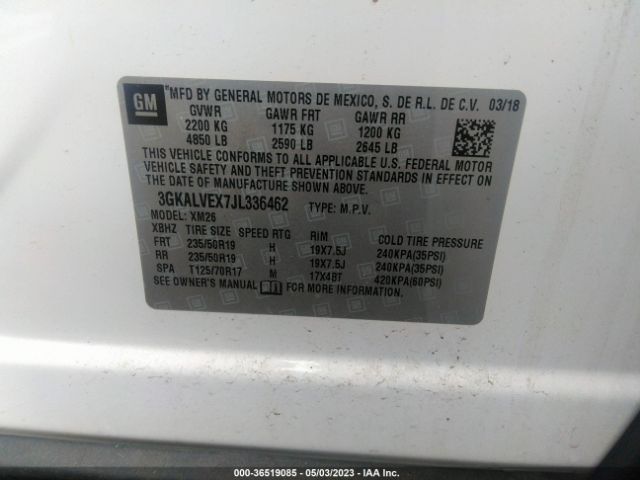 GM
"MFD BY GENERAL MOTORS DE MEXICO, S. DE R.L. DE C.V. 03/18
GVWR GAWR FRT GAWR RR
2200 KG 1175 KG 1200 KG
4850 LB 2590 LB 2645 LB
THIS VEHICLE CONFORMS TO ALL APPLICABLE U.S. FEDERAL MOTOR
VEHICLE SAFETY AND THEFT PREVENTION STANDARDS IN EFFECT ON
THE DATE OF MANUFACTURE SHOWN ABOVE.
3GKALVEX7JL336462 TYPE: M.P.V.
MODEL: XM26
XBHZ TIRE SIZE SPEED RTG RIM COLD TIRE PRESSURE
FRT 235/50R19 H 19X7.5J 240KPA(35PSI)
RR 235/50R19 H 19X7.5J 240KPA(35PSI)
SPA T125/70R17 M 17X4BT 420KPA(60PSI)
SEE OWNER'S MANUAL FOR MORE INFORMATION.
000-36519085 - 05/03/2023 - IAA Inc.